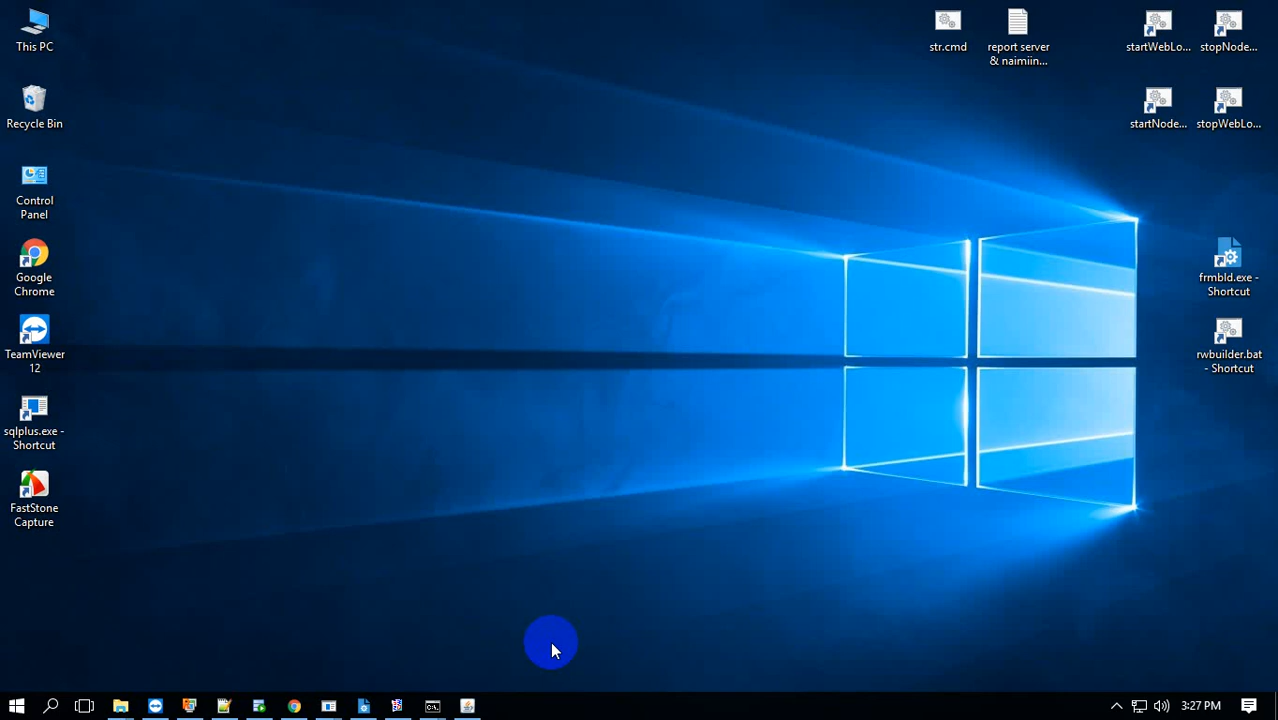 This PC
Recycle Bin
Control
Panel
Google
Chrome
TeamViewer
12
sqlplus.exe -
Shortcut
FastStone
Capture
str.cmd
report server
& naimiin...
startWebLo...
stopNode...
startNode...
stopWebLo...
frmbld.exe -
Shortcut
rwbuilder.bat
- Shortcut
3:27 PM